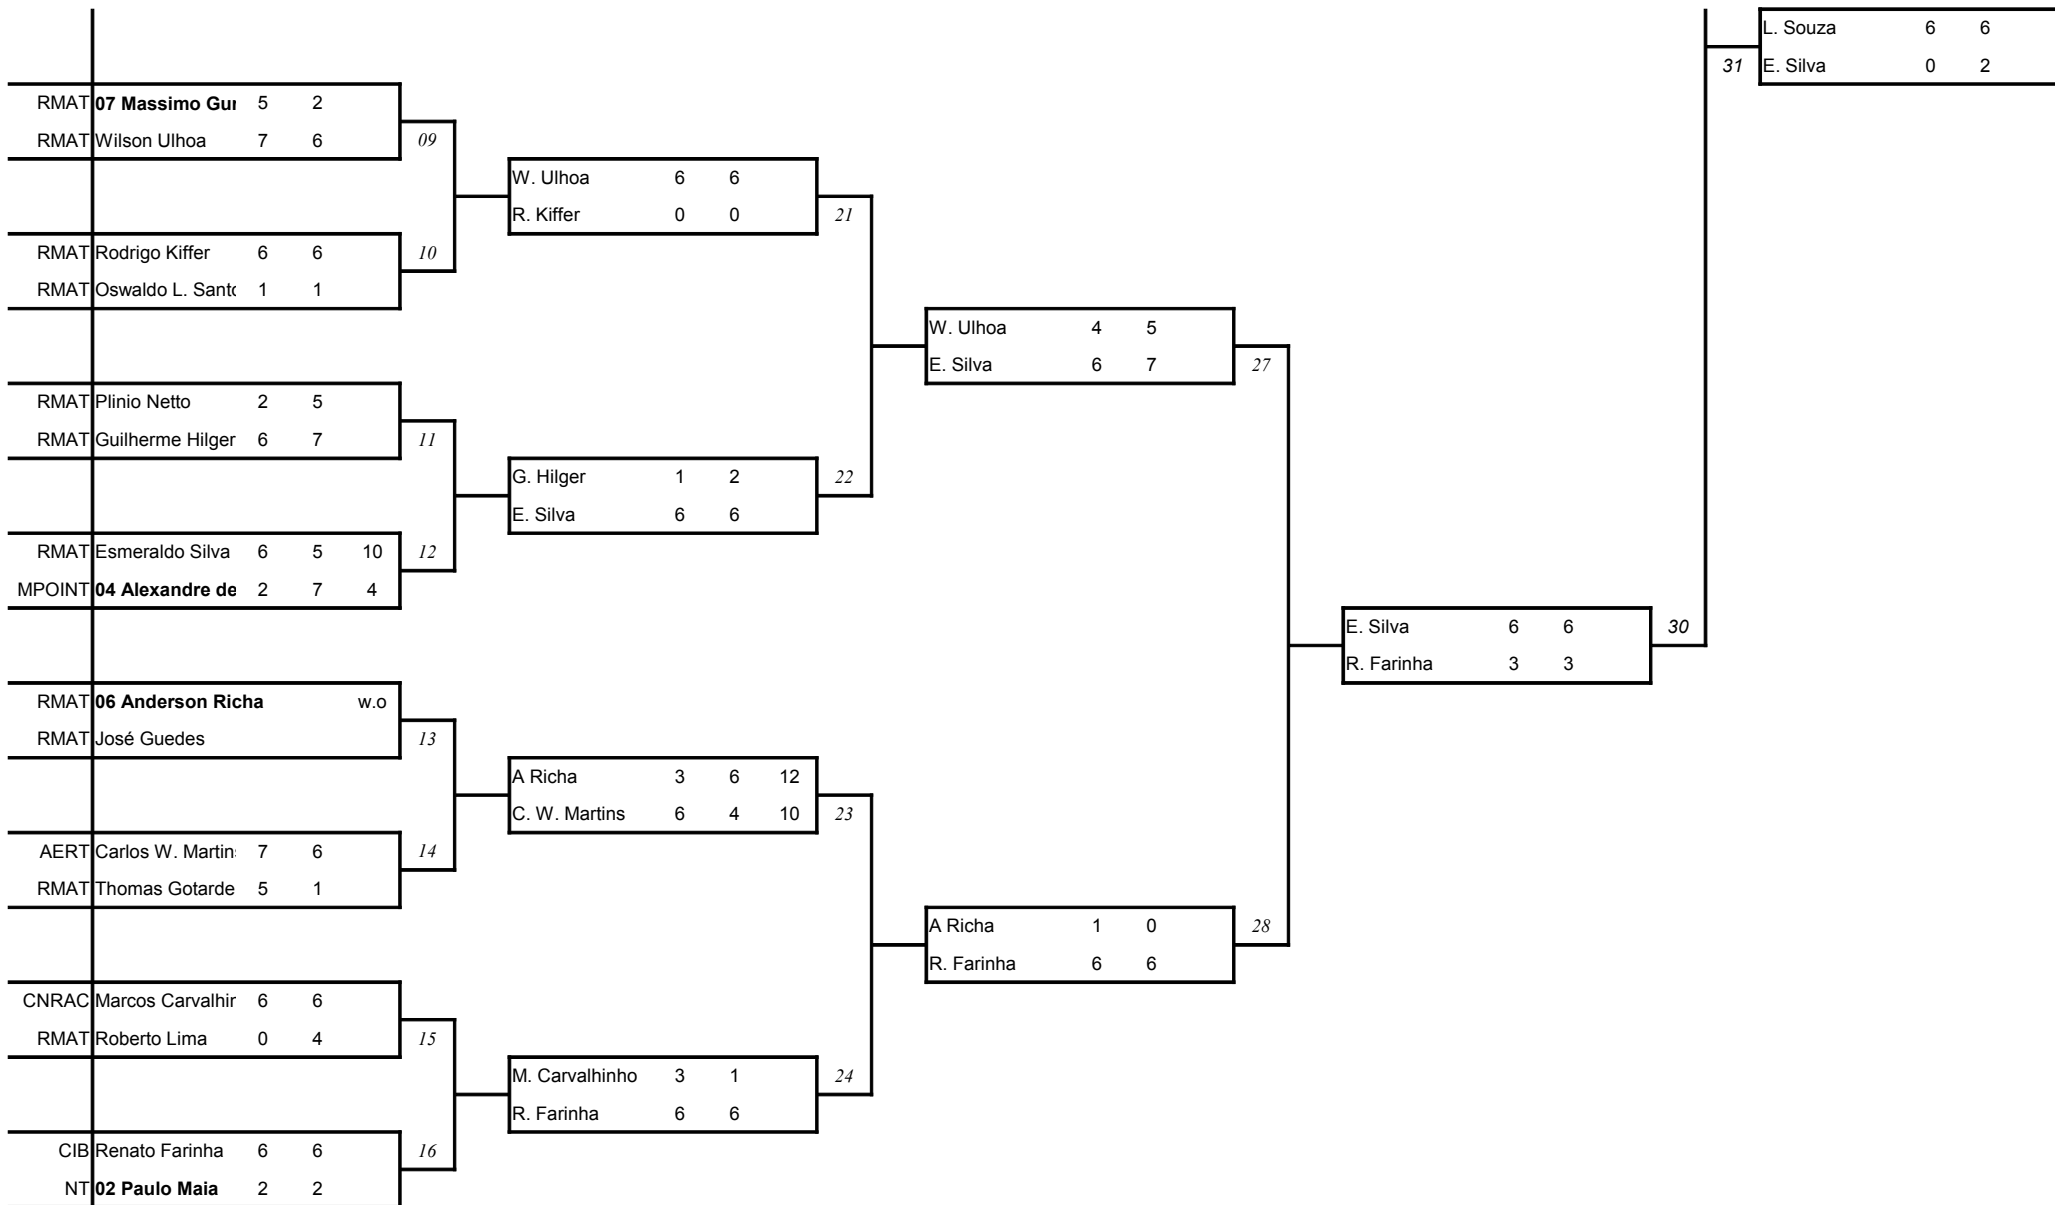 L. Souza 6 6
31 E. Silva 0 2
RMAT 07 Massimo Gur 5 2
RMAT Wilson Ulhoa 7 6
09
W. Ulhoa 6 6
R. Kiffer 0 0
21
RMAT Rodrigo Kiffer 6 6
RMAT Oswaldo L. Santo 1 1
10
W. Ulhoa 4 5
E. Silva 6 7
27
RMAT Plinio Netto 2 5
RMAT Guilherme Hilger 6 7
11
G. Hilger 1 2
E. Silva 6 6
22
RMAT Esmeraldo Silva 6 5 10
MPOINT 04 Alexandre de 2 7 4
12
E. Silva 6 6
R. Farinha 3 3
30
RMAT 06 Anderson Richa w.o
RMAT José Guedes
13
A Richa 3 6 12
C. W. Martins 6 4 10
23
AERT Carlos W. Martins 7 6
RMAT Thomas Gotarde 5 1
14
A Richa 1 0
R. Farinha 6 6
28
CNRAC Marcos Carvalhin 6 6
RMAT Roberto Lima 0 4
15
M. Carvalhinho 3 1
R. Farinha 6 6
24
CIB Renato Farinha 6 6
NT 02 Paulo Maia 2 2
16